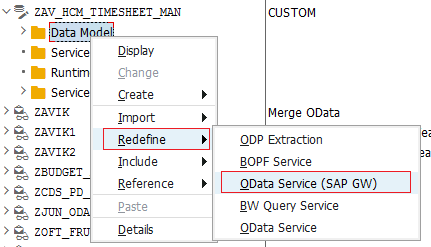 ZAV_HCM_TIMESHEET_MAN CUSTOM
Data Model
Service
Runtim
Service
ZAVIK Merge OData
ZAVIK1
ZAVIK2
ZBUDGET_
ZCDS_PD_
ZJUN_ODA
ZOFT_FRU
Display
Change
Create
Import
Redefine
Include
Reference
Paste
Details
ODP Extraction
BOPF Service
OData Service (SAP GW)
BW Query Service
OData Service